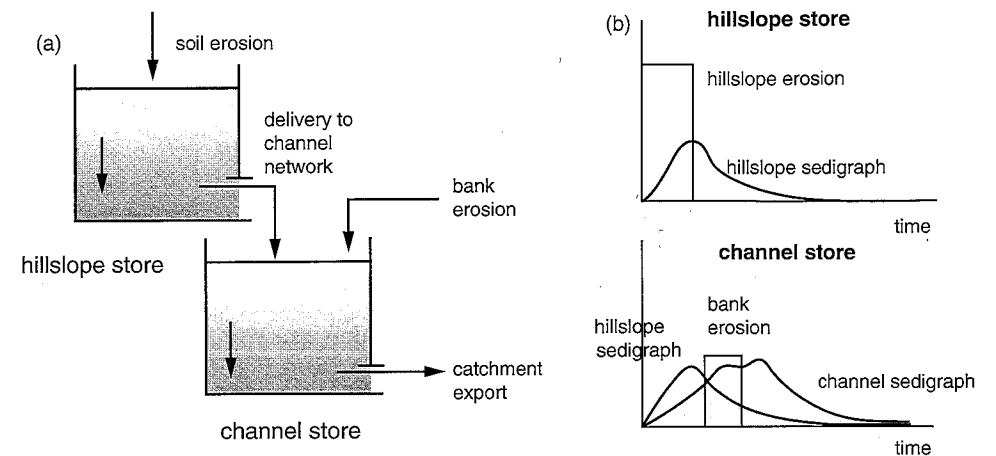 (a)
soil erosion
delivery to
channel
network
bank
erosion
hillslope store
catchment
export
channel store
(b)
hillslope store
hillslope erosion
hillslope sedigraph
time
channel store
bank
erosion
hillslope
sedigraph
channel sedigraph
time